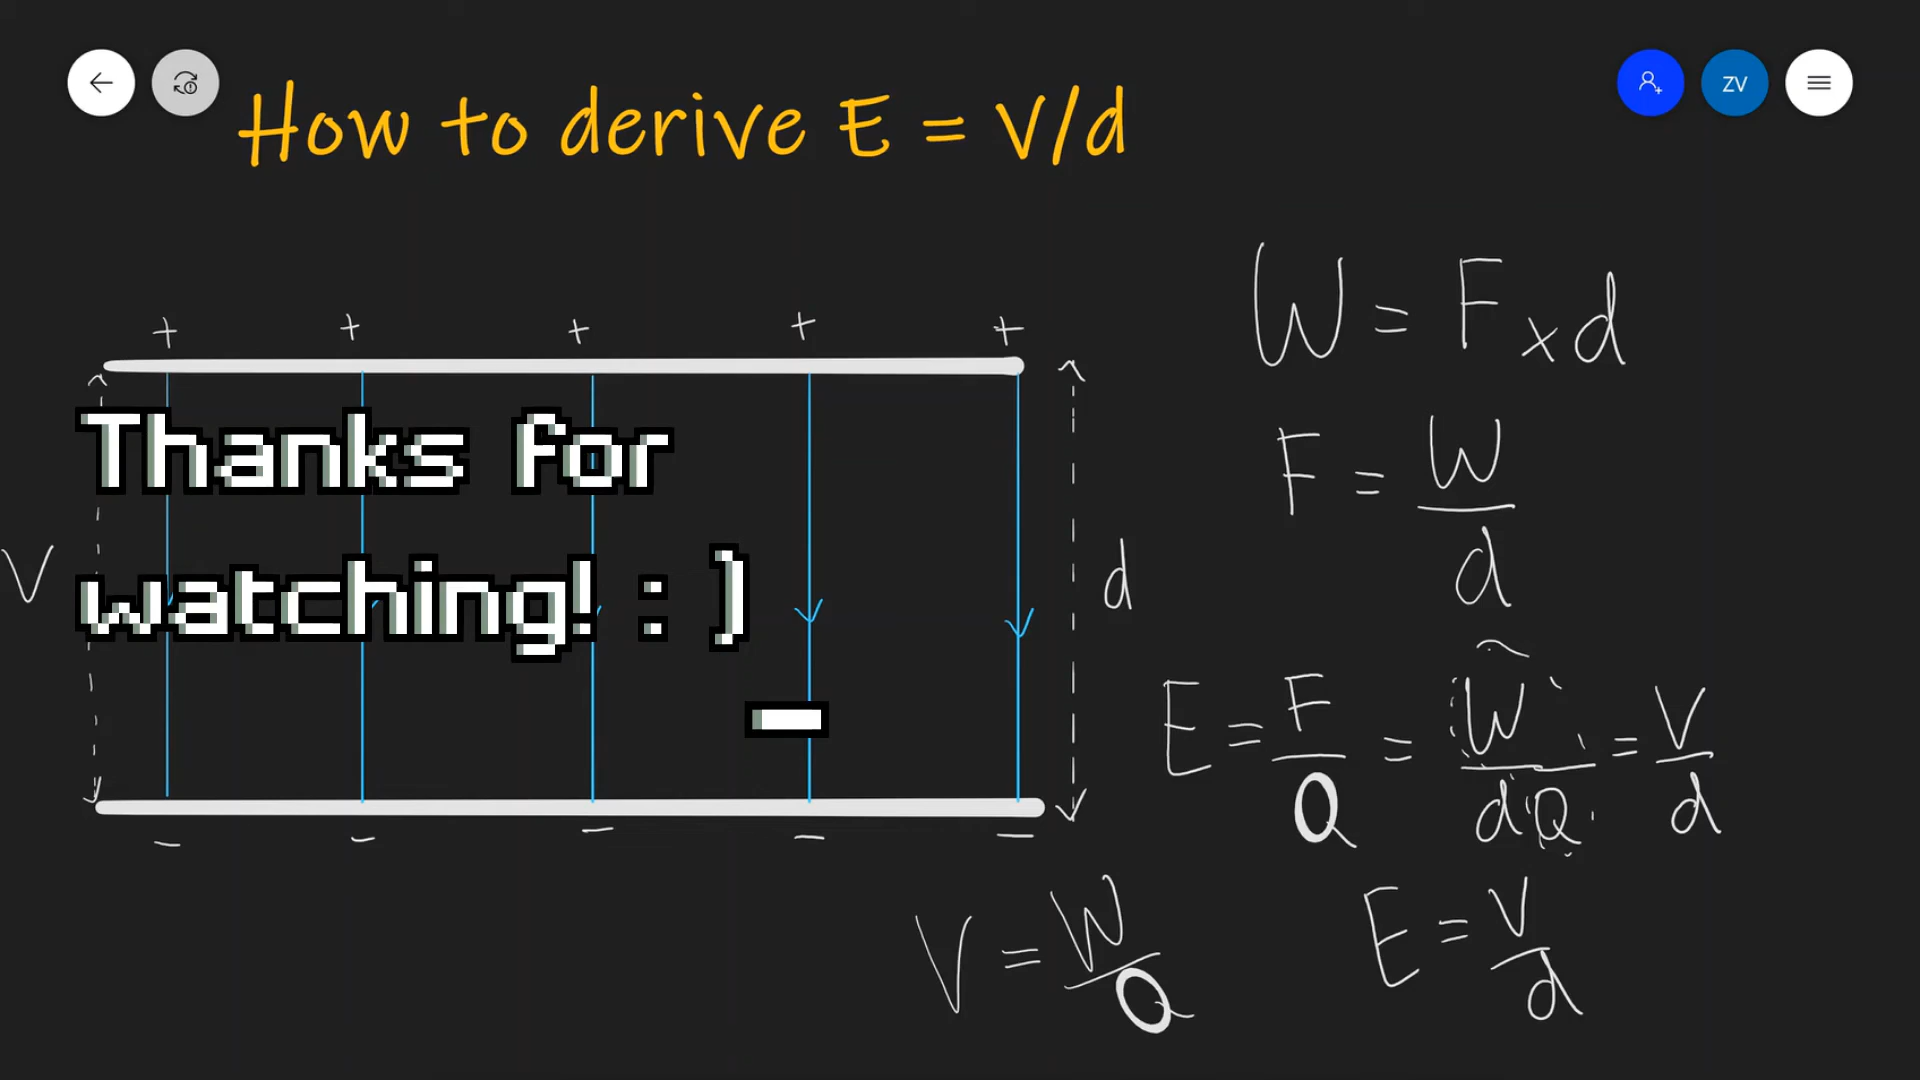 How to derive E = V/d
ZV
+ + + + +
W = F x d
Thanks for
F = W/d
V
watching! : )
d
E = F/Q = W/dQ = V/d
_
- - - - -
V = W/Q
E = V/d